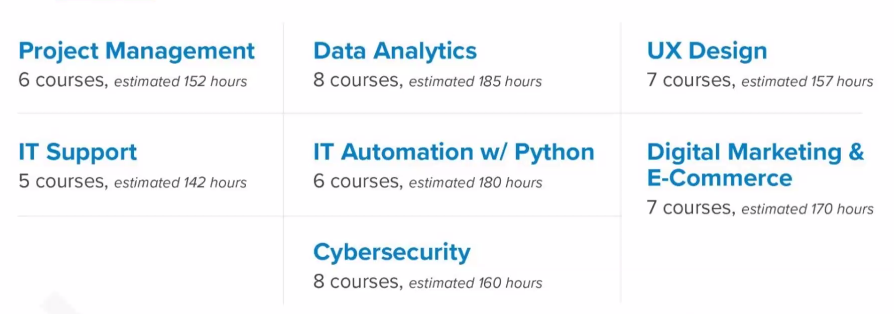 Project Management
6 courses, estimated 152 hours
Data Analytics
8 courses, estimated 185 hours
UX Design
7 courses, estimated 157 hours
IT Support
5 courses, estimated 142 hours
IT Automation w/ Python
6 courses, estimated 180 hours
Digital Marketing &
E-Commerce
7 courses, estimated 170 hours
Cybersecurity
8 courses, estimated 160 hours